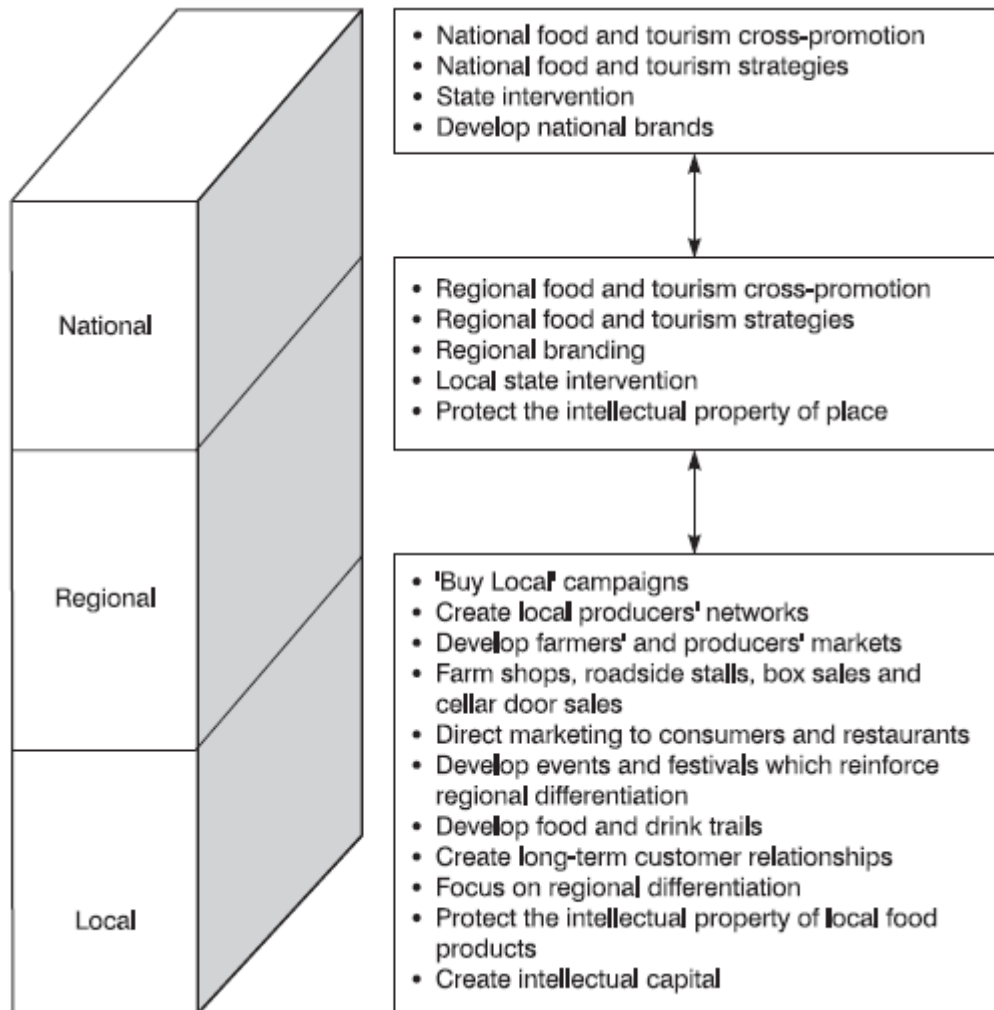 National
Regional
Local
• National food and tourism cross-promotion
• National food and tourism strategies
• State intervention
• Develop national brands
• Regional food and tourism cross-promotion
• Regional food and tourism strategies
• Regional branding
• Local state intervention
• Protect the intellectual property of place
• 'Buy Local' campaigns
• Create local producers' networks
• Develop farmers' and producers' markets
• Farm shops, roadside stalls, box sales and
cellar door sales
• Direct marketing to consumers and restaurants
• Develop events and festivals which reinforce
regional differentiation
• Develop food and drink trails
• Create long-term customer relationships
• Focus on regional differentiation
• Protect the intellectual property of local food
products
• Create intellectual capital